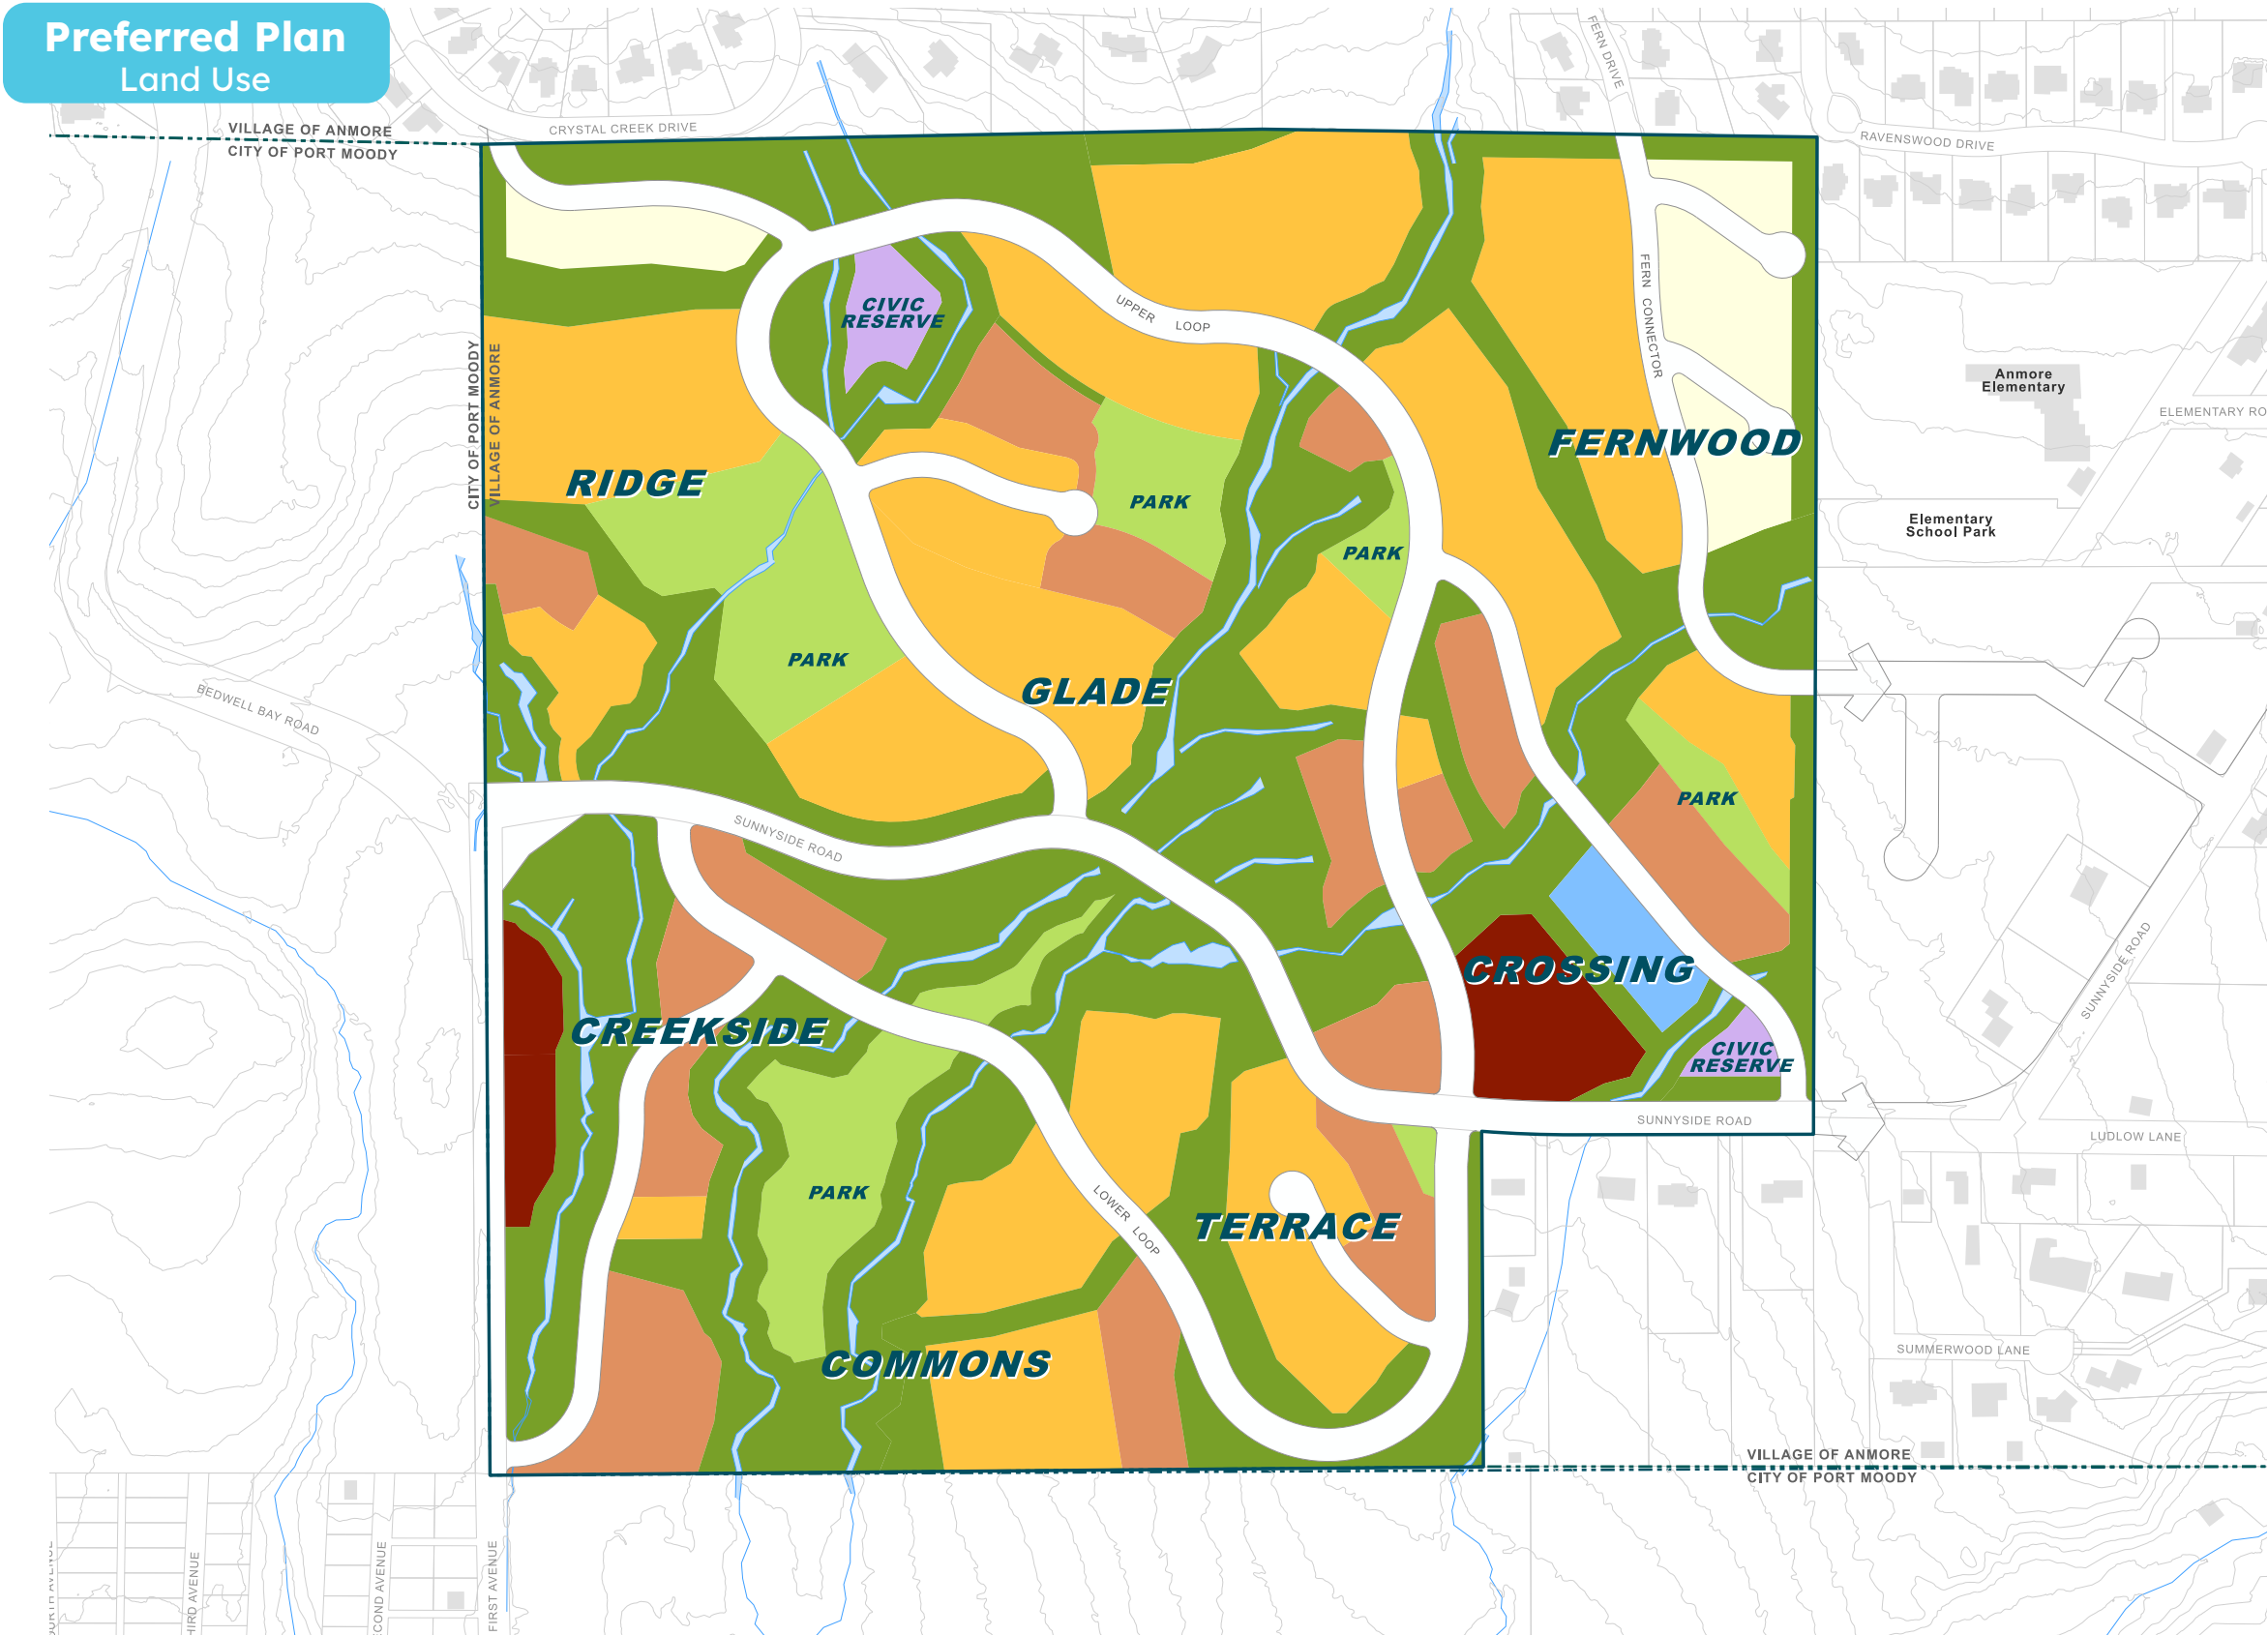 Preferred Plan
Land Use
VILLAGE OF ANMORE
CITY OF PORT MOODY
CRYSTAL CREEK DRIVE
FERN DRIVE
RAVENSWOOD DRIVE
CIVIC
RESERVE
UPPER LOOP
FERN CONNECTOR
CITY OF PORT MOODY
VILLAGE OF ANMORE
Anmore
Elementary
ELEMENTARY RO
FERNWOOD
RIDGE
PARK
Elementary
School Park
PARK
PARK
GLADE
BEDWELL BAY ROAD
PARK
SUNNYSIDE ROAD
SUNNYSIDE ROAD
CROSSING
CREEKSIDE
CIVIC
RESERVE
SUNNYSIDE ROAD
LUDLOW LANE
PARK
LOWER LOOP
TERRACE
COMMONS
SUMMERWOOD LANE
VILLAGE OF ANMORE
CITY OF PORT MOODY
HIRD AVENUE
COND AVENUE
FIRST AVENUE